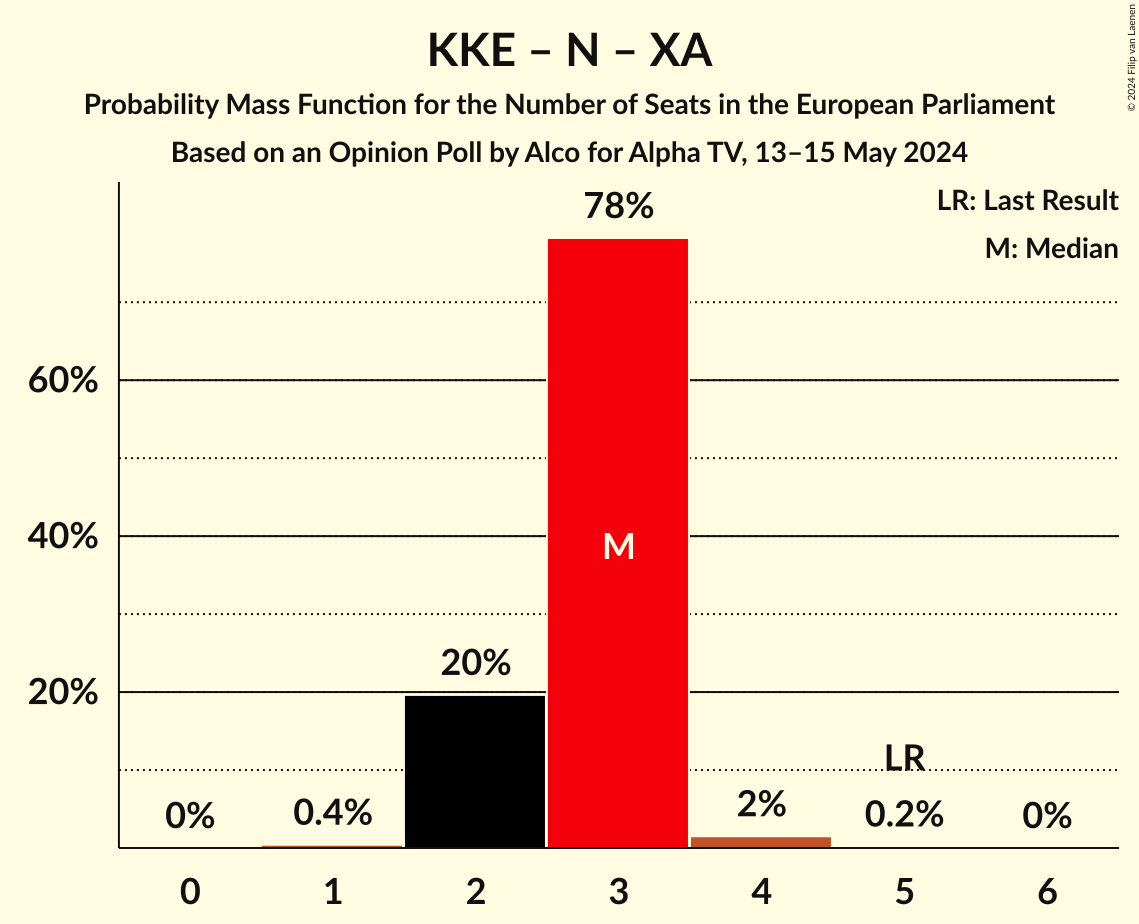 KKE – N – XA
Probability Mass Function for the Number of Seats in the European Parliament
Based on an Opinion Poll by Alco for Alpha TV, 13–15 May 2024
© 2024 Filip van Laenen
LR: Last Result
M: Median
78%
60%
40%
M
20%
20%
LR
0%
0.4%
2%
0.2%
0%
0 1 2 3 4 5 6